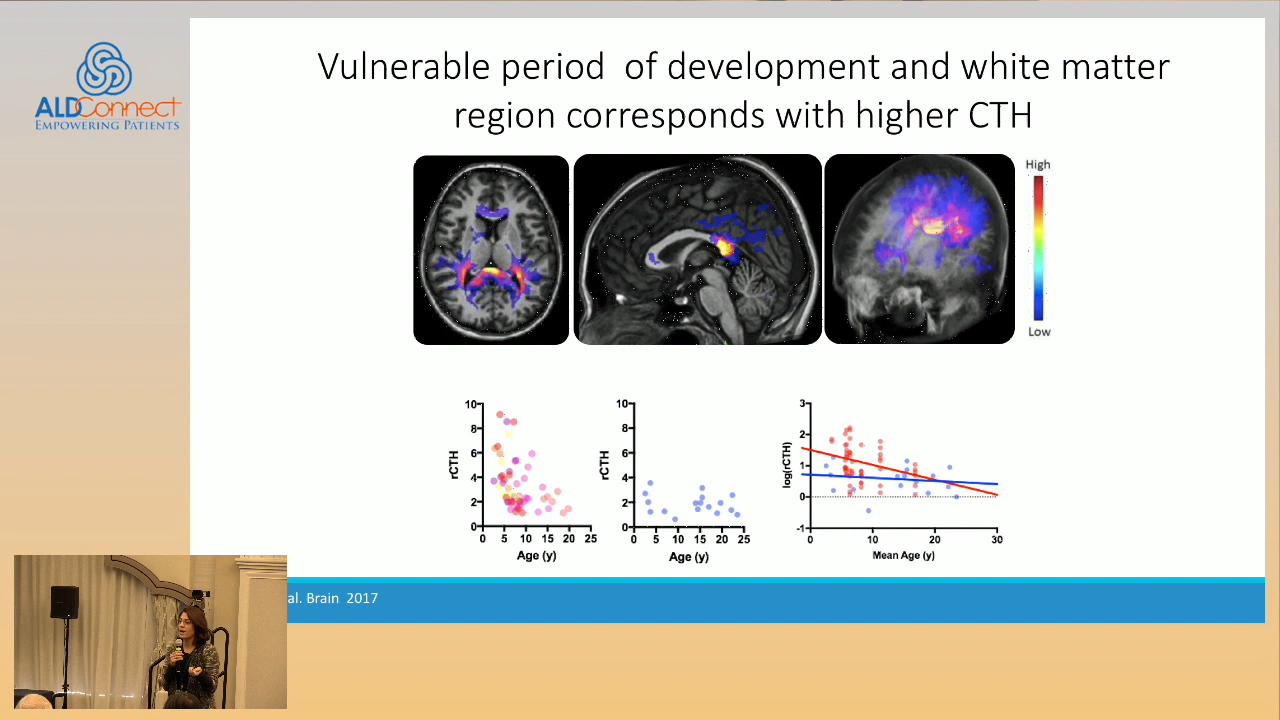 Vulnerable period of development and white matter
region corresponds with higher CTH
ALDConnect
EMPOWERING PATIENTS
High
Low
10
8
6
4
2
0
rCTH
0 5 10 15 20 25
Age (y)
10
8
6
4
2
0
rCTH
0 5 10 15 20 25
Age (y)
3
2
1
0
-1
log(rCTH)
0 10 20 30
Mean Age (y)
al. Brain 2017